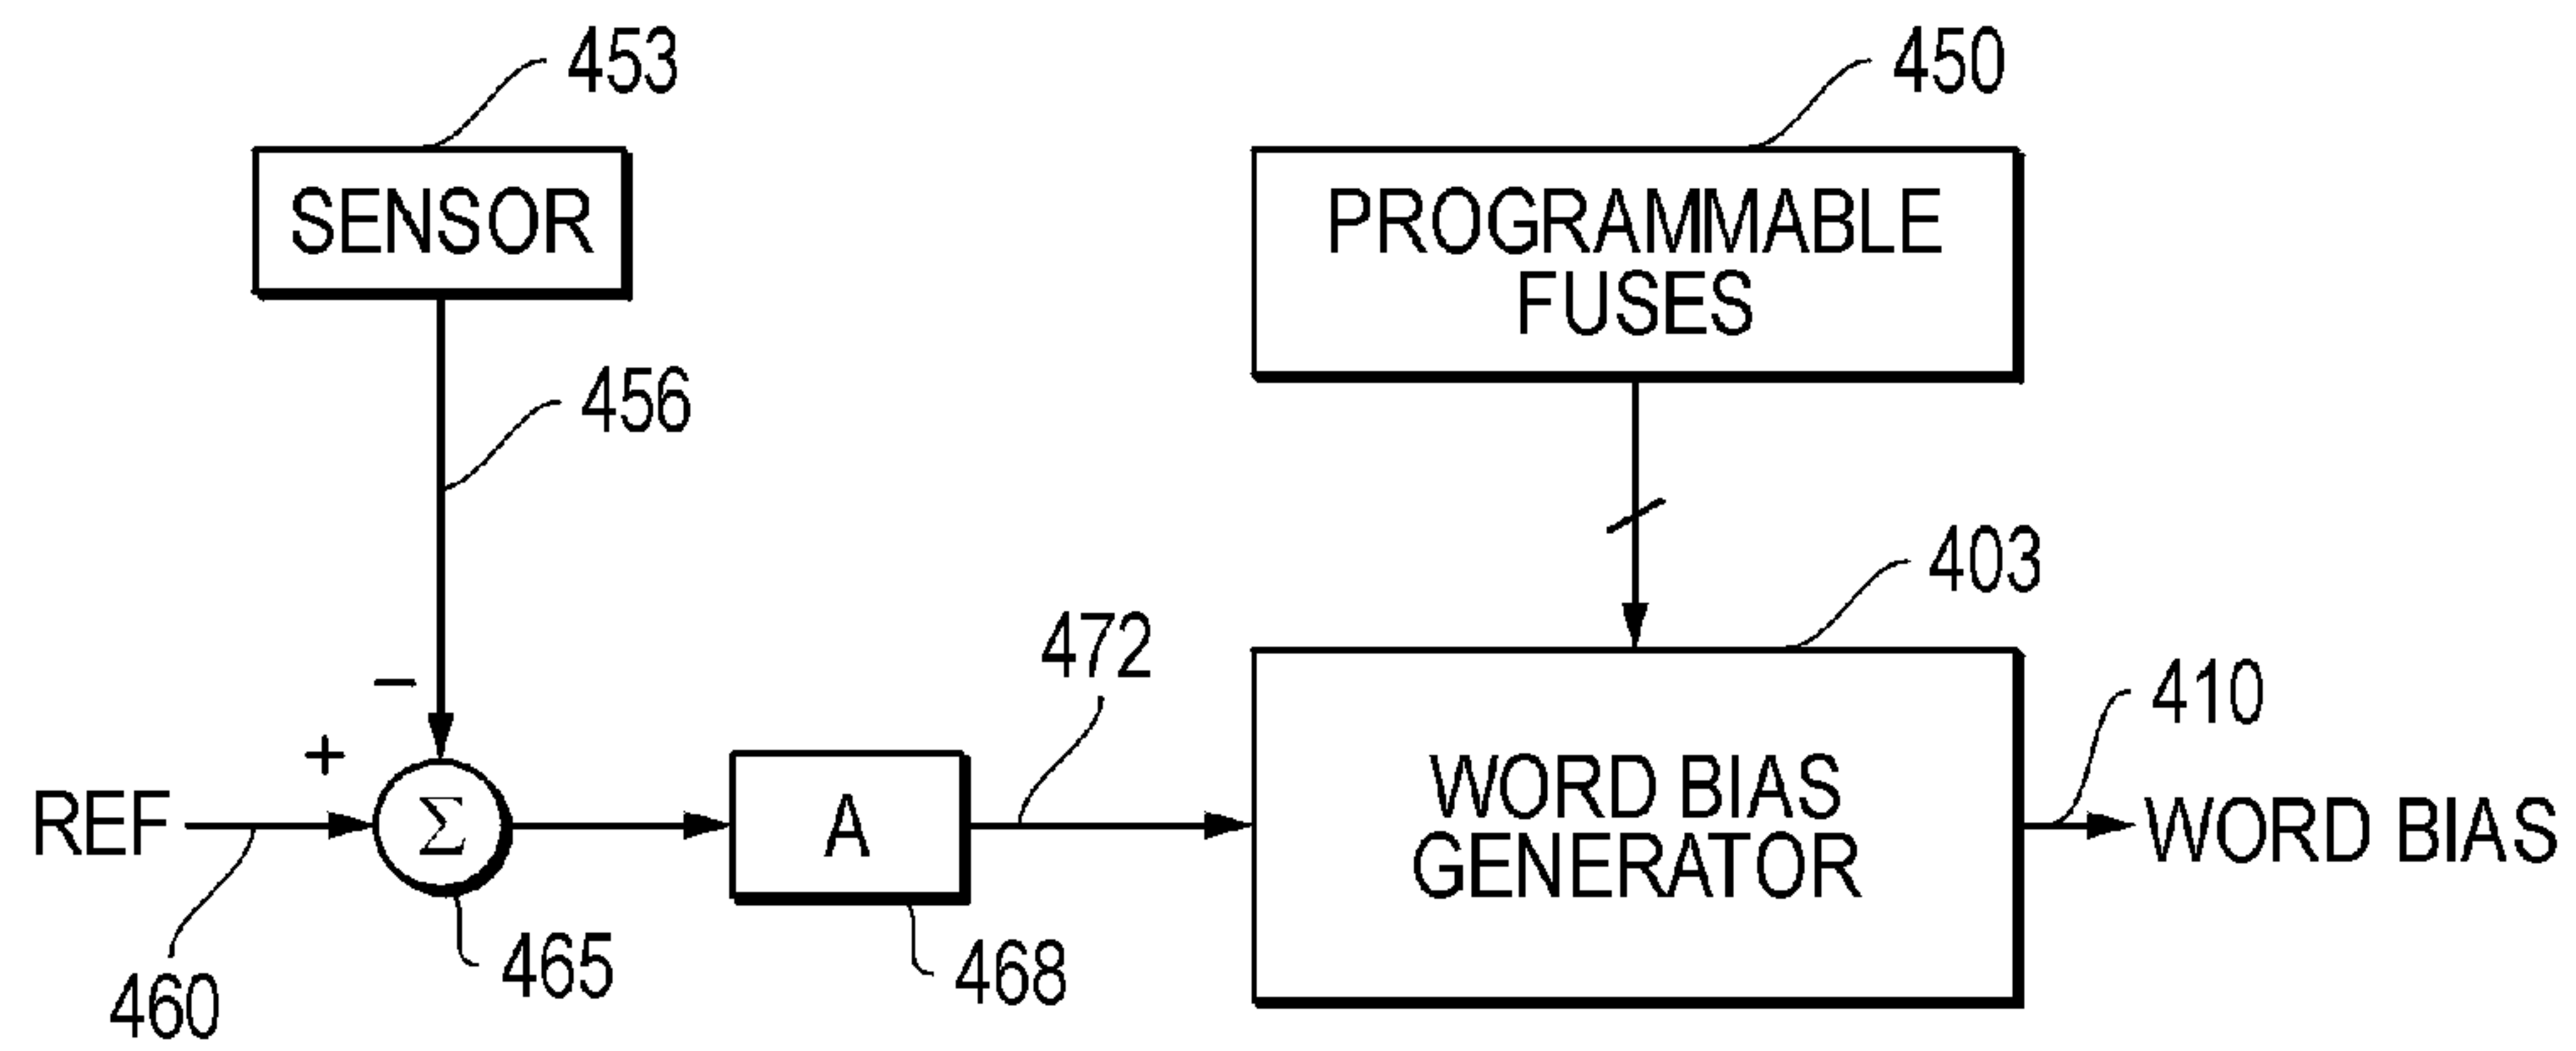 453
450
SENSOR
PROGRAMMABLE
FUSES
456
403
472
410
−
+
REF
Σ
A
WORD BIAS
GENERATOR
WORD BIAS
460
465
468